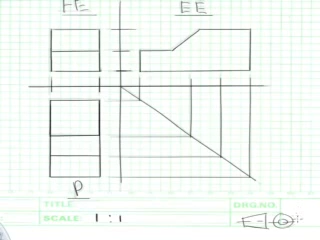 FE EE
P
TITLE
SCALE: 1:1
DRG.NO.